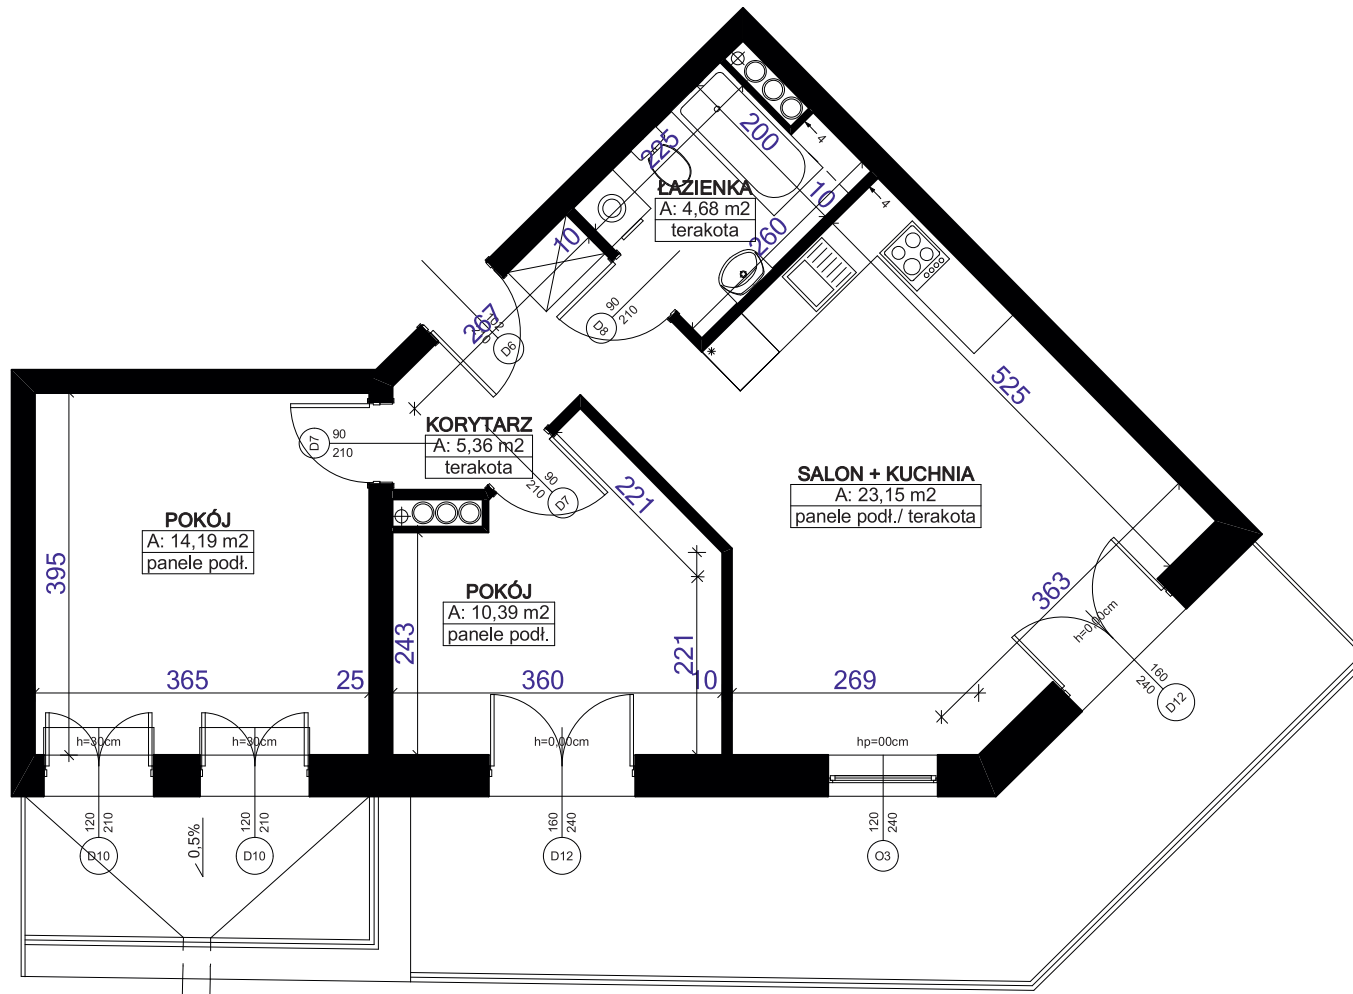 200
4
225
10
4
ŁAZIENKA
A: 4,68 m2
terakota
10
260
90
210
D8
267
D6
525
KORYTARZ
A: 5,36 m2
terakota
D7
90
210
90
210
D7
221
SALON + KUCHNIA
A: 23,15 m2
panele podł./ terakota
POKÓJ
A: 14,19 m2
panele podł.
395
POKÓJ
A: 10,39 m2
panele podł.
243
221
363
h=0,00cm
160
240
D12
365
25
360
10
269
h=30cm
h=30cm
h=0,00cm
hp=00cm
120
210
D10
0,5%
120
210
D10
160
240
D12
120
240
O3